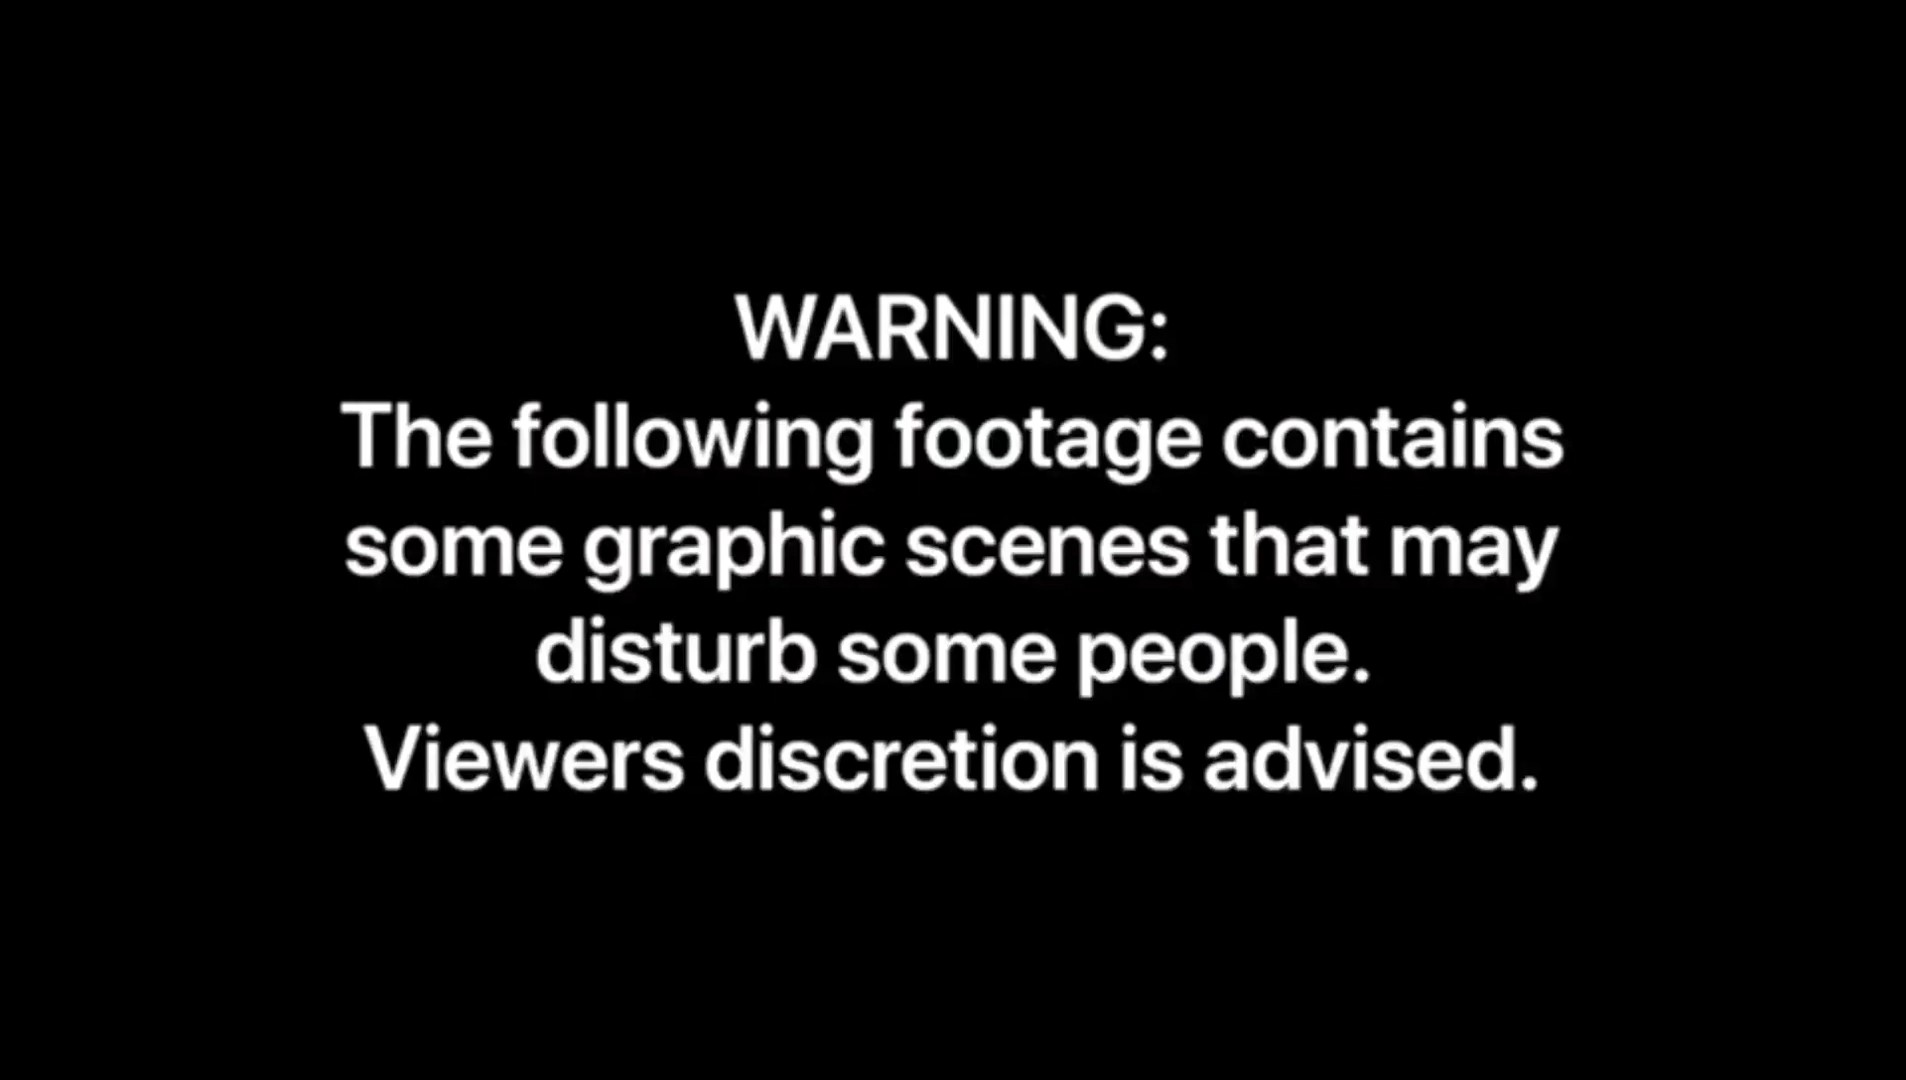 WARNING:
The following footage contains
some graphic scenes that may
disturb some people.
Viewers discretion is advised.